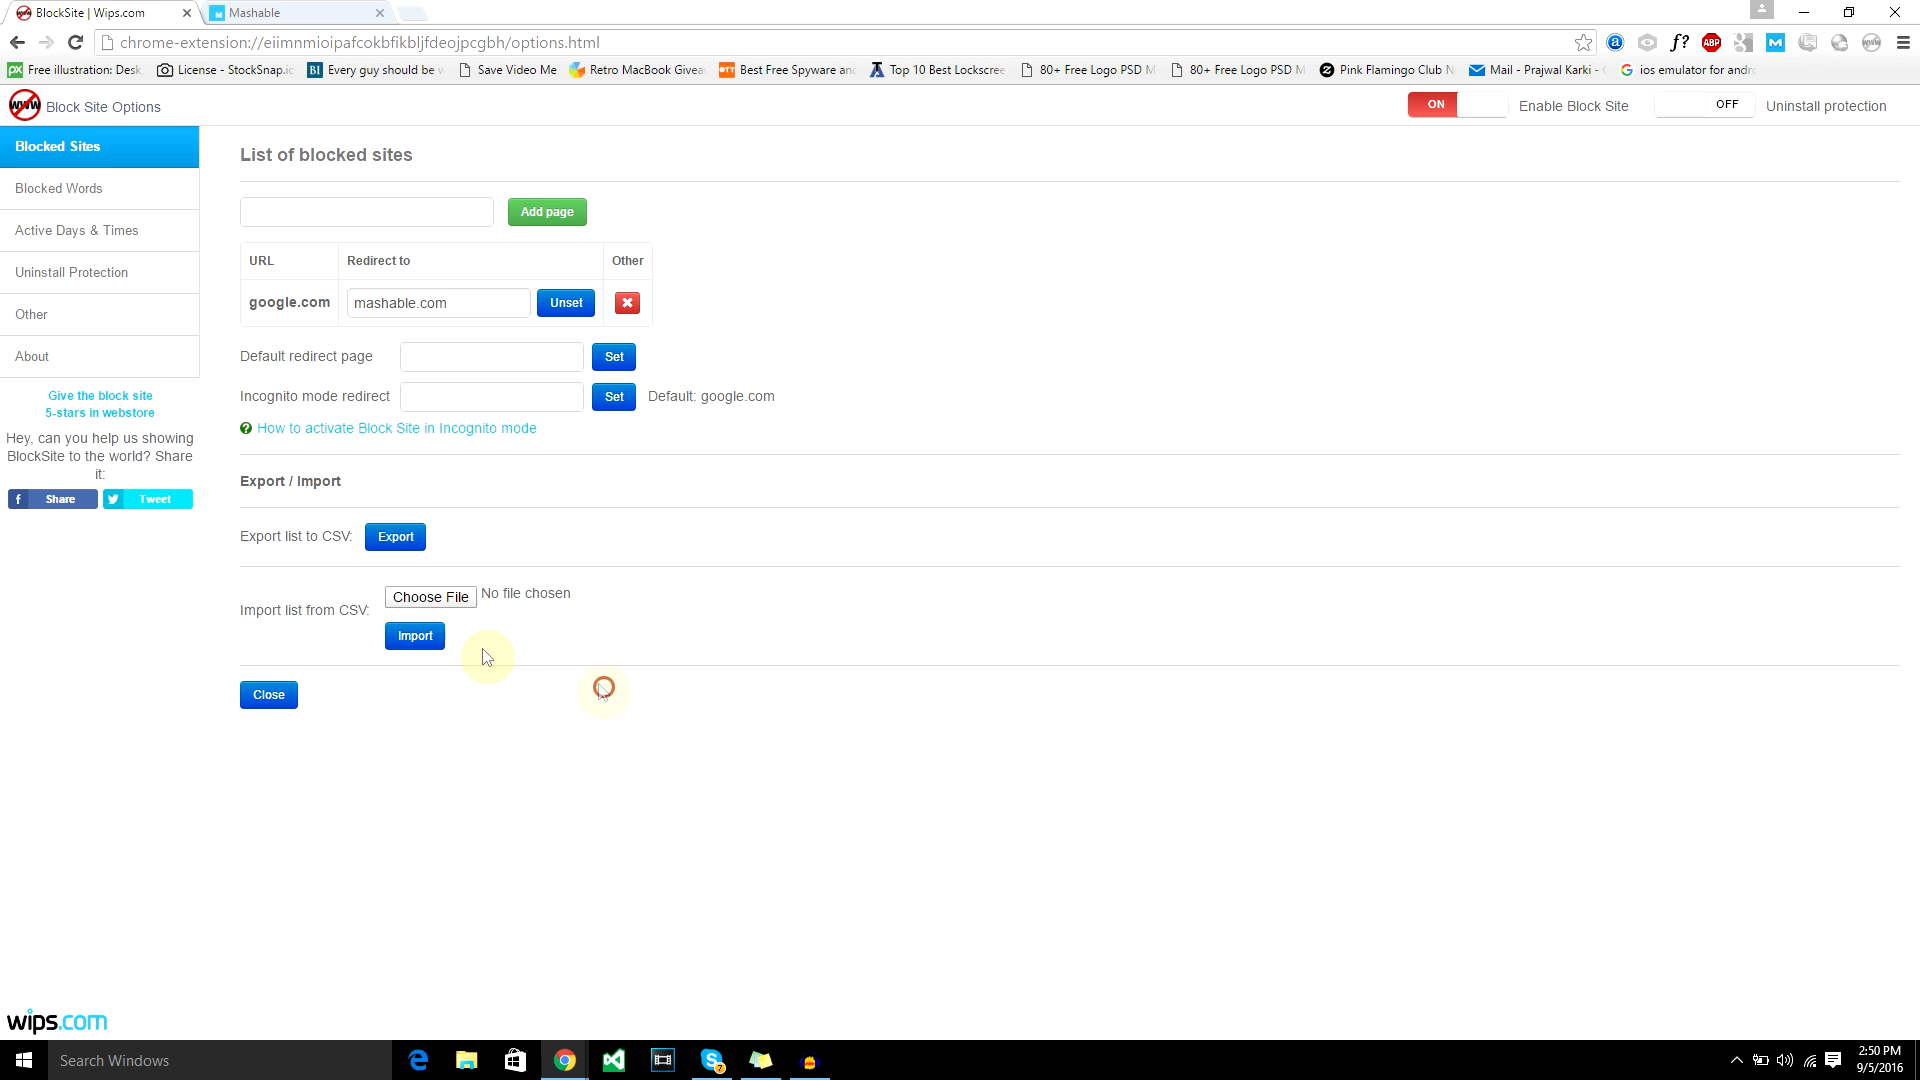 BlockSite | Wips.com
Mashable
chrome-extension://eiimnmioipafcokbfikbljfdeojpcgbh/options.html
Free illustration: Desk
License - StockSnap.ic
Every guy should be v
Save Video Me
Retro MacBook Givea
Best Free Spyware and
Top 10 Best Lockscree
80+ Free Logo PSD M
80+ Free Logo PSD M
Pink Flamingo Club N
Mail - Prajwal Karki -
ios emulator for andro
Block Site Options
ON
Enable Block Site
OFF
Uninstall protection
Blocked Sites
Blocked Words
Active Days & Times
Uninstall Protection
Other
About
Give the block site
5-stars in webstore
Hey, can you help us showing
BlockSite to the world? Share
it:
Share
Tweet
List of blocked sites
Add page
URL
Redirect to
Other
google.com
mashable.com
Unset
Default redirect page
Set
Incognito mode redirect
Set
Default: google.com
How to activate Block Site in Incognito mode
Export / Import
Export list to CSV:
Export
Import list from CSV:
Choose File
No file chosen
Import
Close
wips.com
Search Windows
2:50 PM
9/5/2016